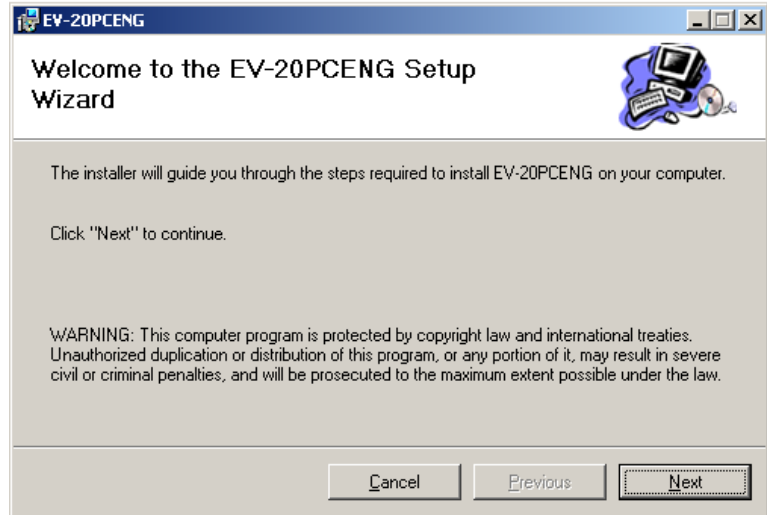 EV-20PCENG
Welcome to the EV-20PCENG Setup
Wizard
The installer will guide you through the steps required to install EV-20PCENG on your computer.
Click "Next" to continue.
WARNING: This computer program is protected by copyright law and international treaties.
Unauthorized duplication or distribution of this program, or any portion of it, may result in severe
civil or criminal penalties, and will be prosecuted to the maximum extent possible under the law.
Cancel
Previous
Next